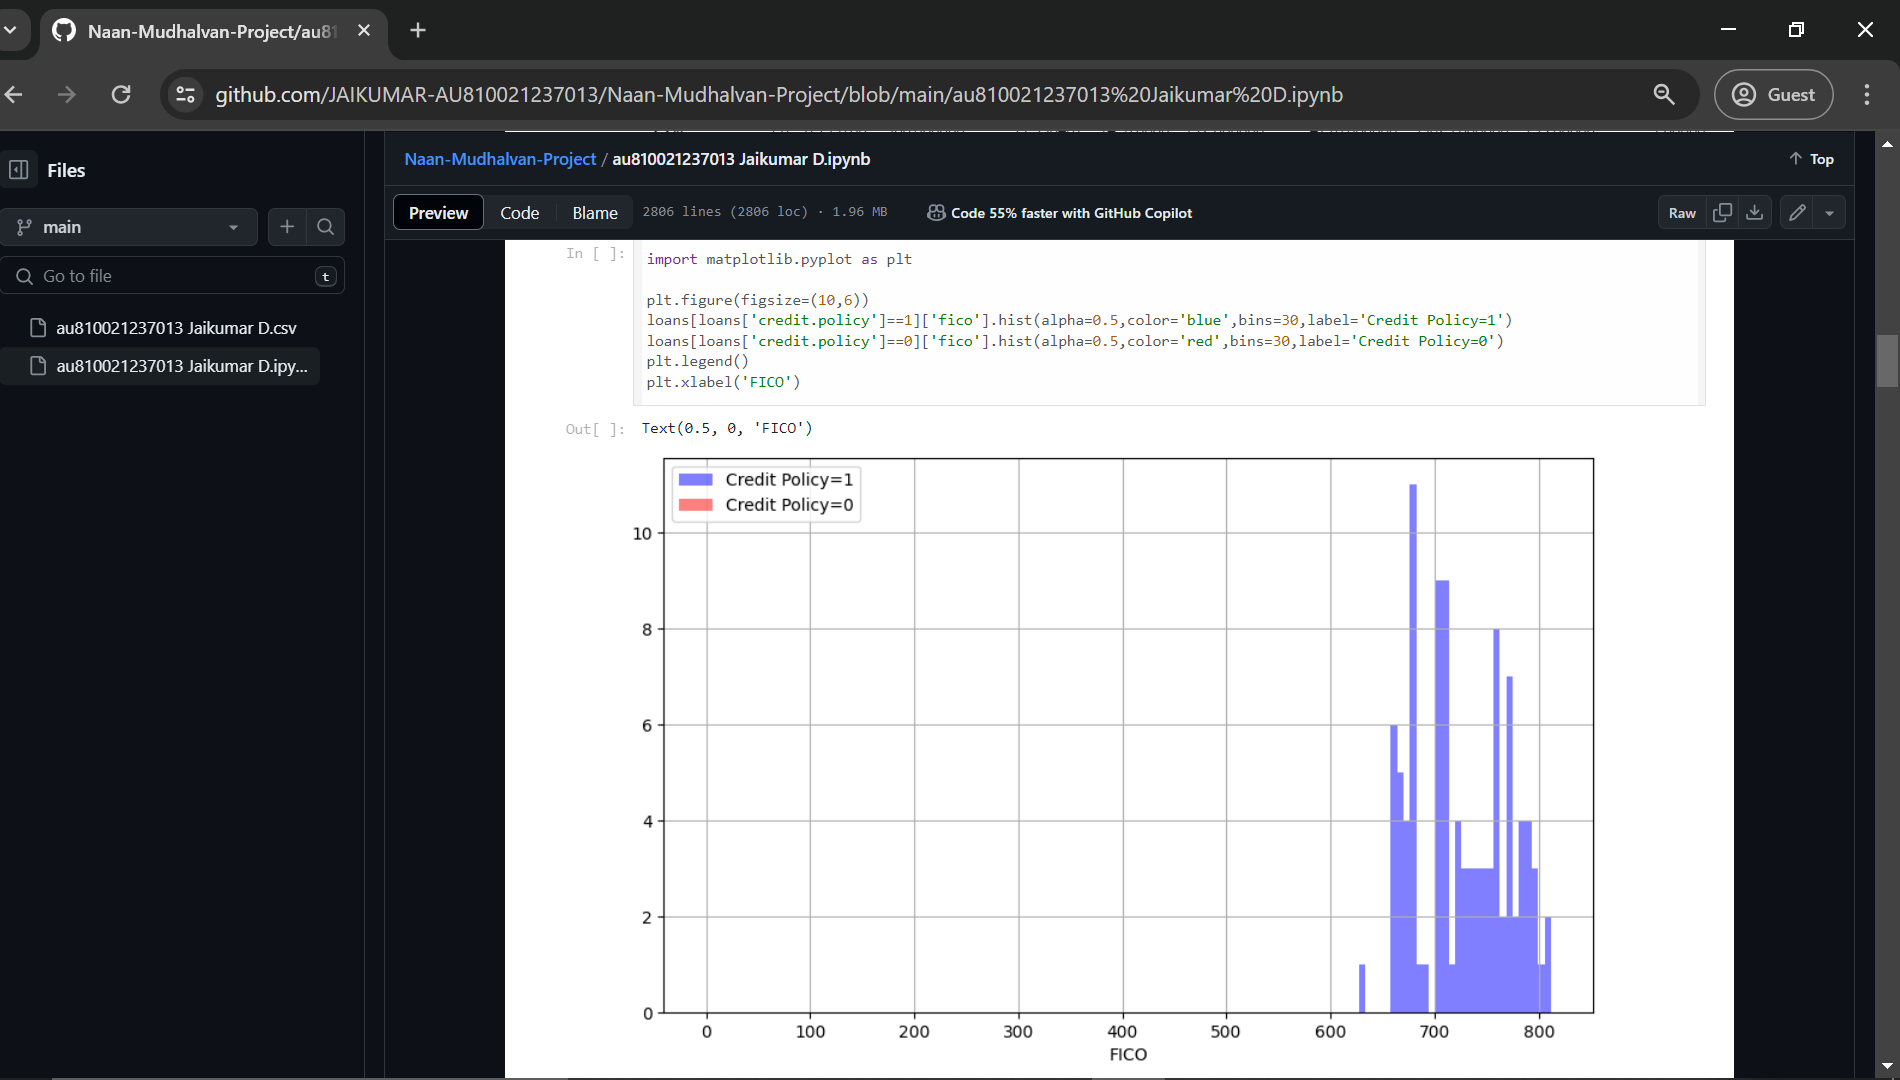 Naan-Mudhalvan-Project/au81
github.com/JAIKUMAR-AU810021237013/Naan-Mudhalvan-Project/blob/main/au810021237013%20Jaikumar%20D.ipynb
Guest
Files
Naan-Mudhalvan-Project / au810021237013 Jaikumar D.ipynb
Top
main
Preview
Code
Blame
2806 lines (2806 loc) · 1.96 MB
Code 55% faster with GitHub Copilot
Raw
Go to file
t
au810021237013 Jaikumar D.csv
au810021237013 Jaikumar D.ipy...
In [ ]:
import matplotlib.pyplot as plt
plt.figure(figsize=(10,6))
loans[loans['credit.policy']==1]['fico'].hist(alpha=0.5,color='blue',bins=30,label='Credit Policy=1')
loans[loans['credit.policy']==0]['fico'].hist(alpha=0.5,color='red',bins=30,label='Credit Policy=0')
plt.legend()
plt.xlabel('FICO')
Out[ ]:
Text(0.5, 0, 'FICO')
Credit Policy=1
Credit Policy=0
10
8
6
4
2
0
0 100 200 300 400 500 600 700 800
FICO